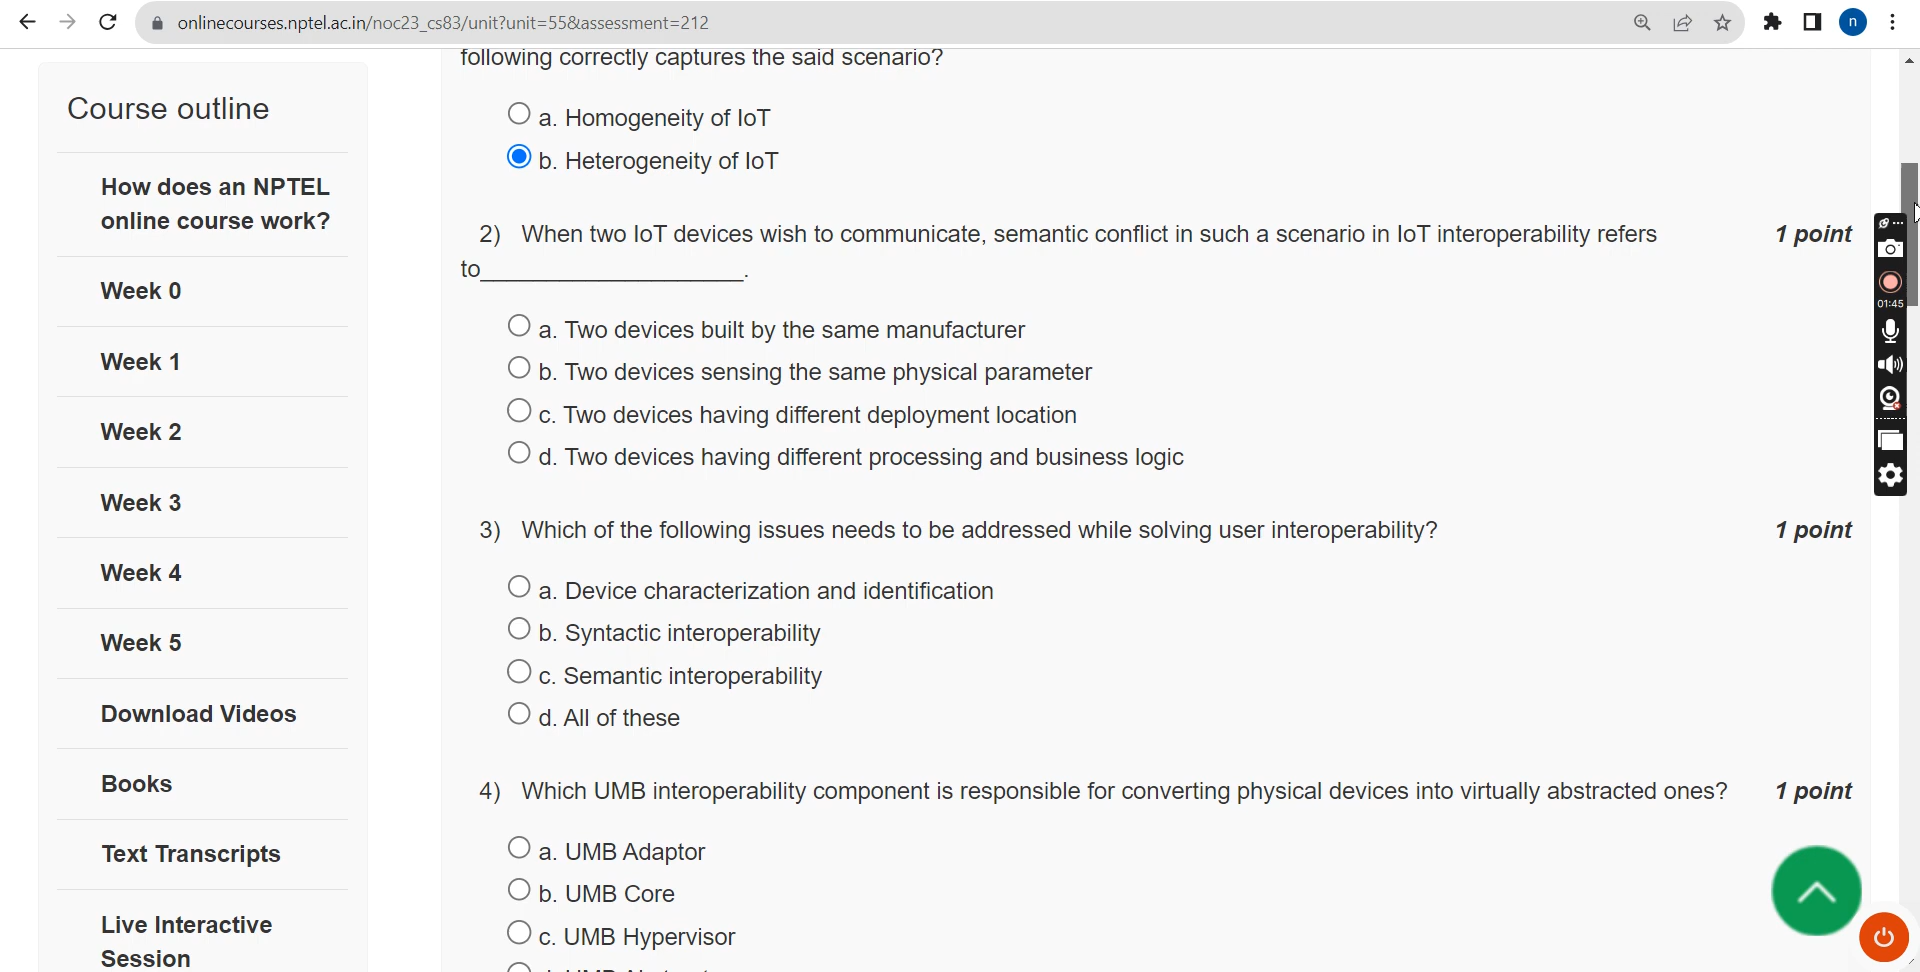 onlinecourses.nptel.ac.in/noc23_cs83/unit?unit=55&assessment=212
n
Course outline
How does an NPTEL
online course work?
Week 0
Week 1
Week 2
Week 3
Week 4
Week 5
Download Videos
Books
Text Transcripts
Live Interactive
Session
following correctly captures the said scenario?
a. Homogeneity of IoT
b. Heterogeneity of IoT
2) When two IoT devices wish to communicate, semantic conflict in such a scenario in IoT interoperability refers 1 point
to____________________.
a. Two devices built by the same manufacturer
b. Two devices sensing the same physical parameter
c. Two devices having different deployment location
d. Two devices having different processing and business logic
3) Which of the following issues needs to be addressed while solving user interoperability? 1 point
a. Device characterization and identification
b. Syntactic interoperability
c. Semantic interoperability
d. All of these
4) Which UMB interoperability component is responsible for converting physical devices into virtually abstracted ones? 1 point
a. UMB Adaptor
b. UMB Core
c. UMB Hypervisor
01:45